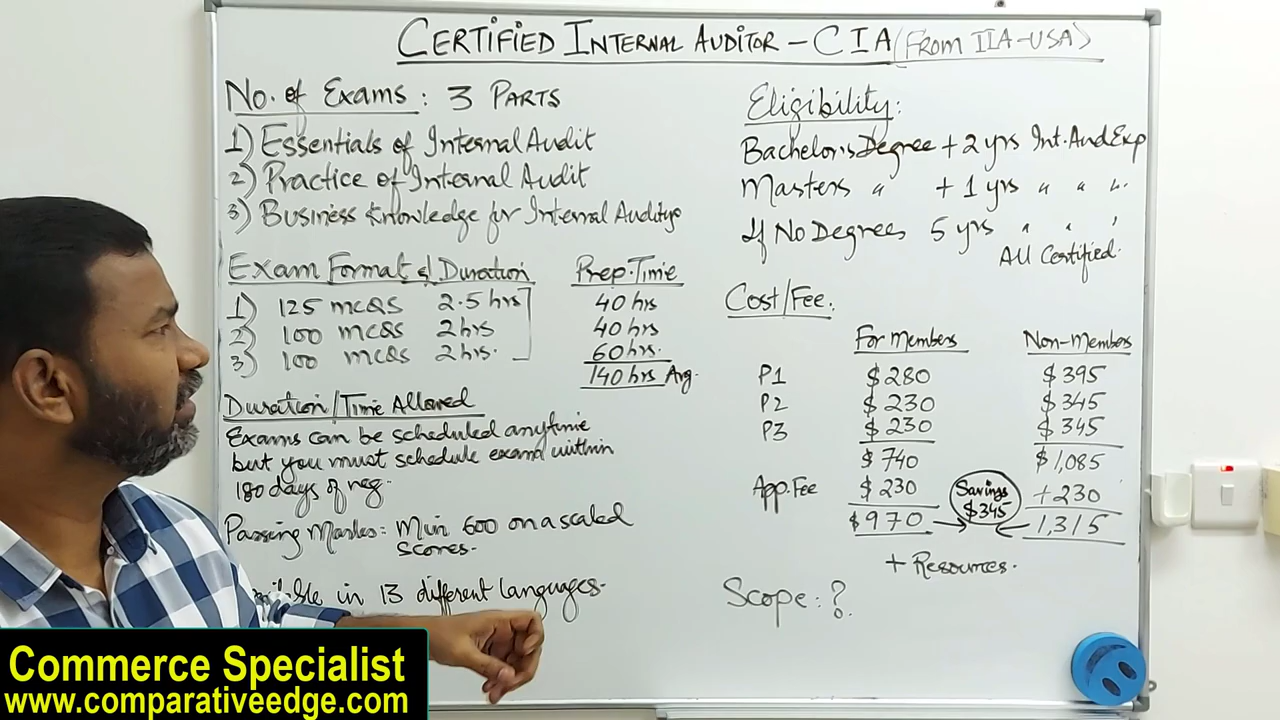 CERTIFIED INTERNAL AUDITOR - CIA (FROM IIA-USA)
No. of Exams : 3 PARTS
1) Essentials of Internal Audit
2) Practice of Internal Audit
3) Business Knowledge for Internal Auditing
Exam Format & Duration
1) 125 MCQS 2.5 hrs
2) 100 MCQS 2 hrs
3) 100 MCQS 2 hrs.
Prep. Time
40 hrs
40 hrs
60 hrs.
140 hrs Avg.
Duration/Time Allowed
Exams can be scheduled anytime
but you must schedule exam within
180 days of reg.
Passing Marks: Min 600 on a scaled
scores.
in 13 different languages.
Eligibility:
Bachelor's Degree + 2 yrs Int. Aud Exp
Masters " + 1 yrs " " "
If No Degrees 5 yrs " " "
All Certified.
Cost/Fee:
For Members Non-Members
P1 $ 280 $ 395
P2 $ 230 $ 345
P3 $ 230 $ 345
$ 740 $ 1,085
App. Fee $ 230 +230
$ 970 1,315
Savings
$345
+ Resources.
Scope: ?
Commerce Specialist
www.comparativeedge.com